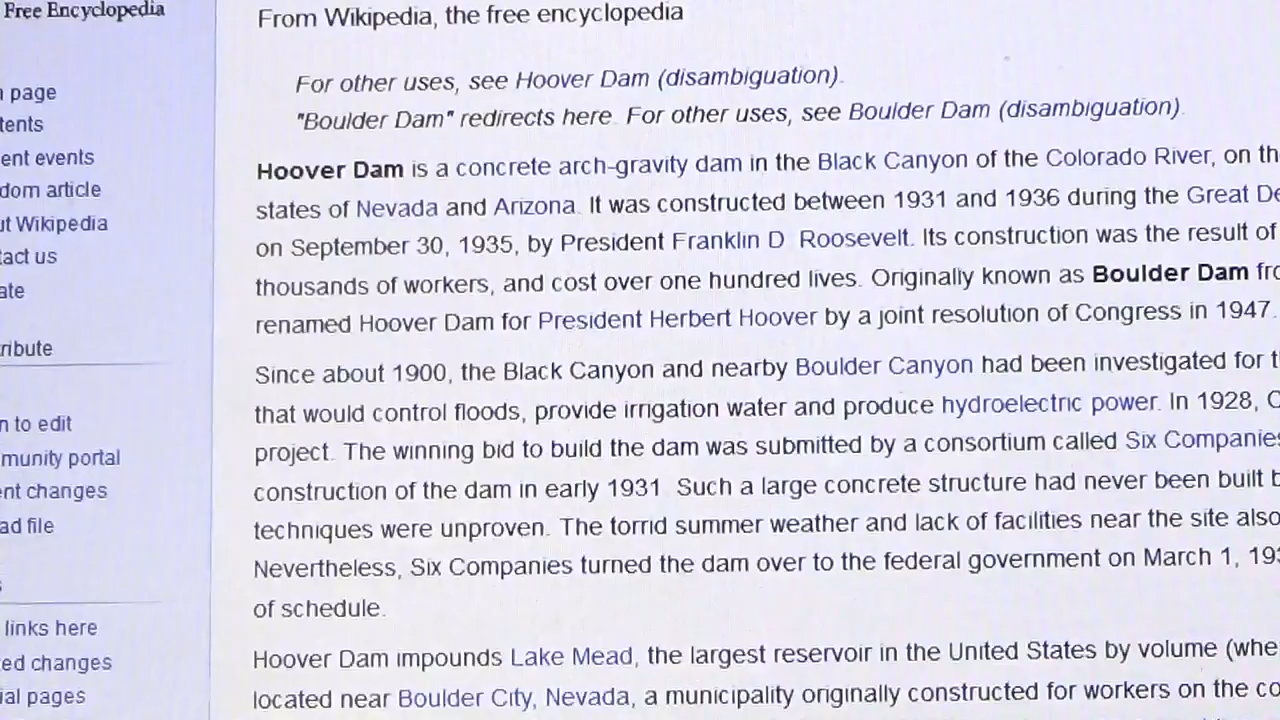 Free Encyclopedia
page
ent events
dom article
ut Wikipedia
tact us
ate
ribute
n to edit
munity portal
ent changes
ad file
links here
ed changes
ial pages
From Wikipedia, the free encyclopedia
For other uses, see Hoover Dam (disambiguation).
"Boulder Dam" redirects here. For other uses, see Boulder Dam (disambiguation).
Hoover Dam is a concrete arch-gravity dam in the Black Canyon of the Colorado River, on th
states of Nevada and Arizona. It was constructed between 1931 and 1936 during the Great De
on September 30, 1935, by President Franklin D. Roosevelt. Its construction was the result of
thousands of workers, and cost over one hundred lives. Originally known as Boulder Dam fro
renamed Hoover Dam for President Herbert Hoover by a joint resolution of Congress in 1947.
Since about 1900, the Black Canyon and nearby Boulder Canyon had been investigated for t
that would control floods, provide irrigation water and produce hydroelectric power. In 1928, C
project. The winning bid to build the dam was submitted by a consortium called Six Companies
construction of the dam in early 1931. Such a large concrete structure had never been built b
techniques were unproven. The torrid summer weather and lack of facilities near the site also
Nevertheless, Six Companies turned the dam over to the federal government on March 1, 193
of schedule.
Hoover Dam impounds Lake Mead, the largest reservoir in the United States by volume (whe
located near Boulder City, Nevada, a municipality originally constructed for workers on the co